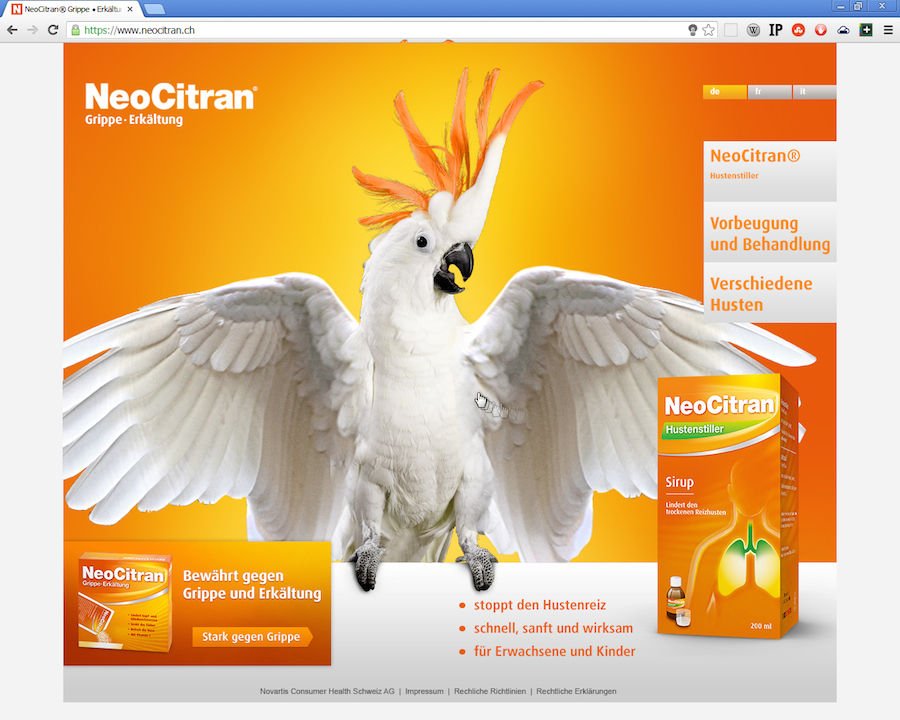 NeoCitran® Grippe • Erkältu
https://www.neocitran.ch
IP
NeoCitran®
Grippe · Erkältung
de
fr
it
NeoCitran®
Hustenstiller
Vorbeugung
und Behandlung
Verschiedene
Husten
NeoCitran
Hustenstiller
Sirup
Lindert den
trockenen Reizhusten
200 ml
NeoCitran
Grippe-Erkältung
Bewährt gegen
Grippe und Erkältung
Stark gegen Grippe
stoppt den Hustenreiz
schnell, sanft und wirksam
für Erwachsene und Kinder
Novartis Consumer Health Schweiz AG | Impressum | Rechliche Richtlinien | Rechtliche Erklärungen